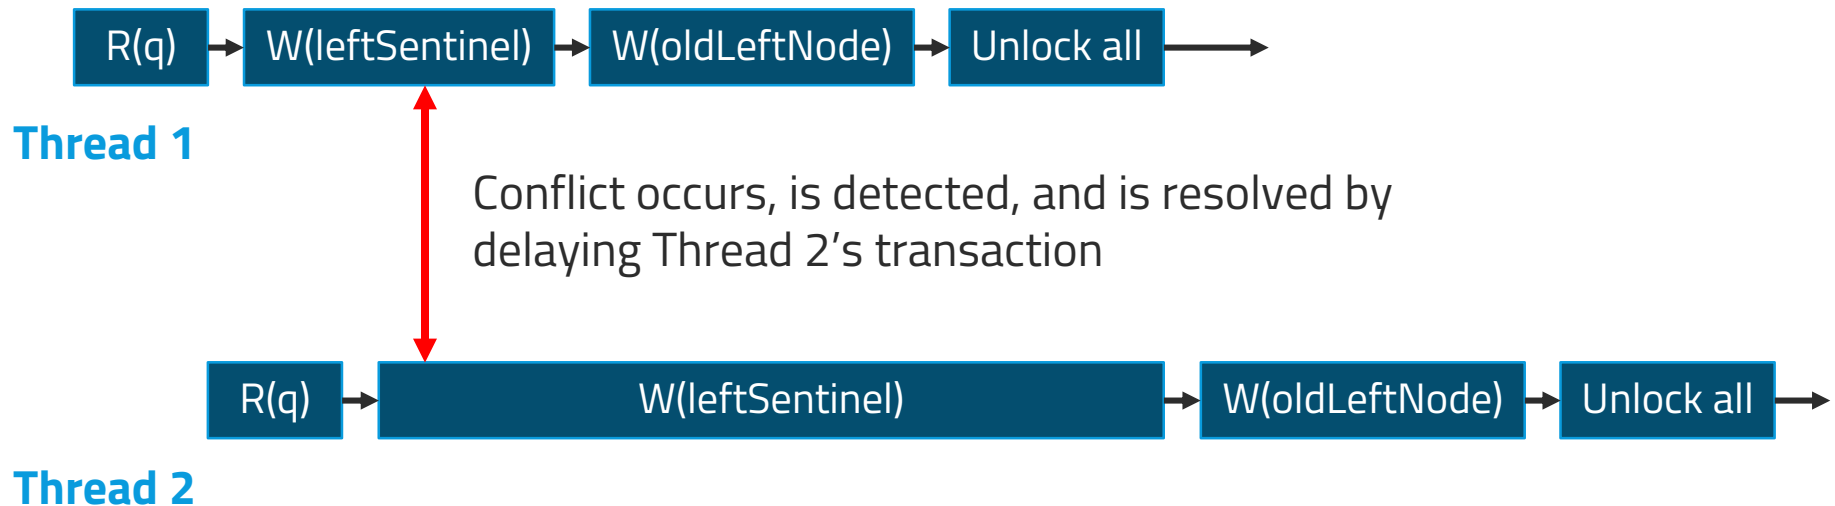 R(q) W(leftSentinel) W(oldLeftNode) Unlock all
Thread 1
Conflict occurs, is detected, and is resolved by
delaying Thread 2’s transaction
R(q) W(leftSentinel) W(oldLeftNode) Unlock all
Thread 2